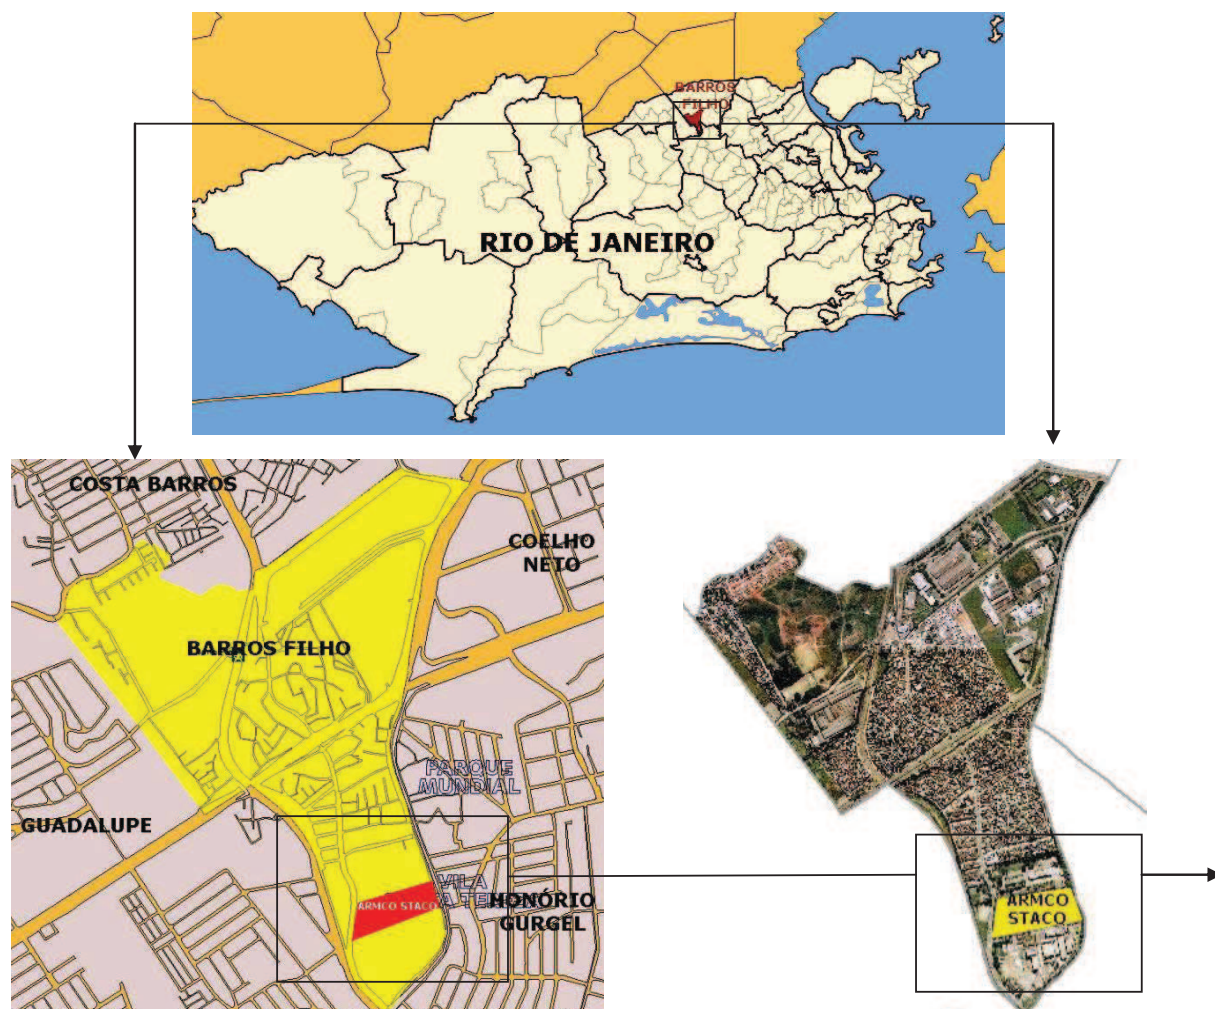 BARROS
FILHO
RIO DE JANEIRO
COSTA BARROS
COELHO
NETO
BARROS FILHO
PARQUE
MUNDIAL
GUADALUPE
VILA
ARMCO STACO
HONÓRIO
GURGEL
ARMCO
STACO